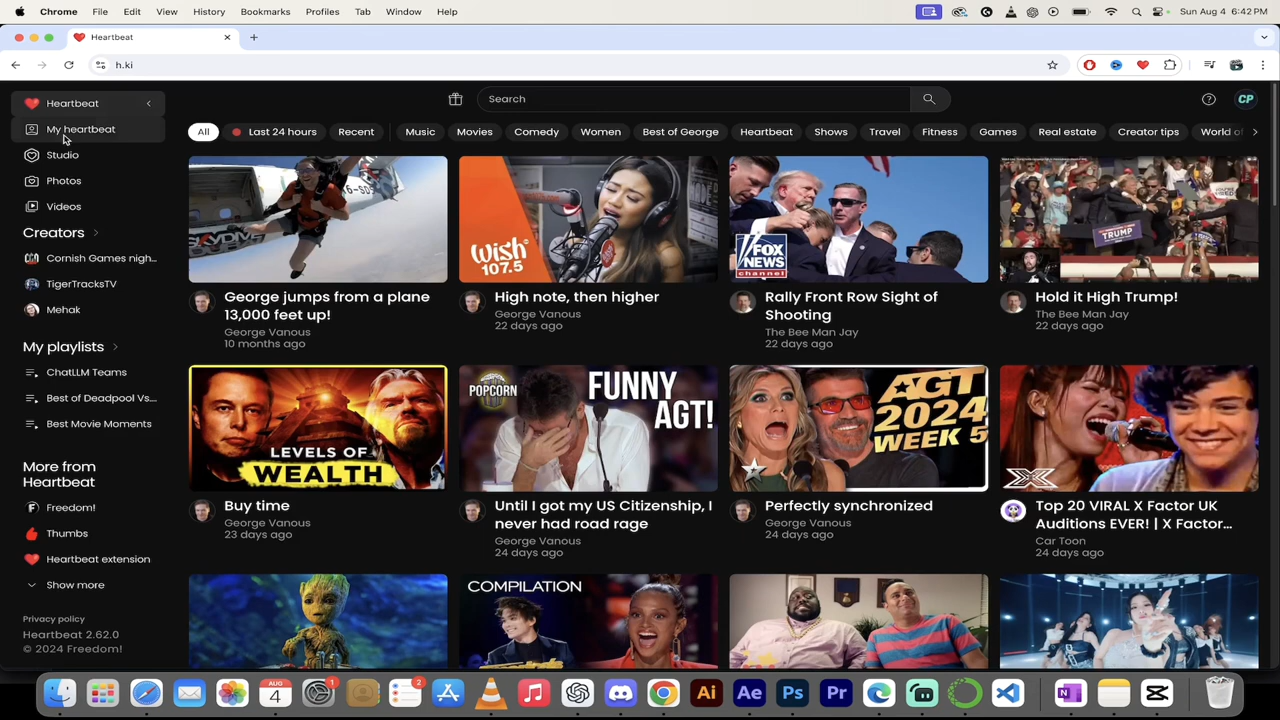 Chrome File Edit View History Bookmarks Profiles Tab Window Help Sun Aug 4 6:42 PM
Heartbeat
h.ki
Heartbeat
My heartbeat
Studio
Photos
Videos
Creators
Cornish Games nigh...
TigerTracksTV
Mehak
My playlists
ChatLLM Teams
Best of Deadpool Vs...
Best Movie Moments
More from
Heartbeat
Freedom!
Thumbs
Heartbeat extension
Show more
Privacy policy
Heartbeat 2.62.0
© 2024 Freedom!
Search
CP
All Last 24 hours Recent Music Movies Comedy Women Best of George Heartbeat Shows Travel Fitness Games Real estate Creator tips World of
SKYDIVE
wish
107.5
FOX
NEWS
channel
TRUMP
George jumps from a plane
13,000 feet up!
George Vanous
10 months ago
High note, then higher
George Vanous
22 days ago
Rally Front Row Sight of
Shooting
The Bee Man Jay
22 days ago
Hold it High Trump!
The Bee Man Jay
22 days ago
LEVELS OF
WEALTH
POPCORN
FUNNY
AGT!
AGT
2024
WEEK 5
X
Buy time
George Vanous
23 days ago
Until I got my US Citizenship, I
never had road rage
George Vanous
24 days ago
Perfectly synchronized
George Vanous
24 days ago
Top 20 VIRAL X Factor UK
Auditions EVER! | X Factor...
Car Toon
24 days ago
COMPILATION
AUG
4
1
2
Ai
Ae
Ps
Pr
N